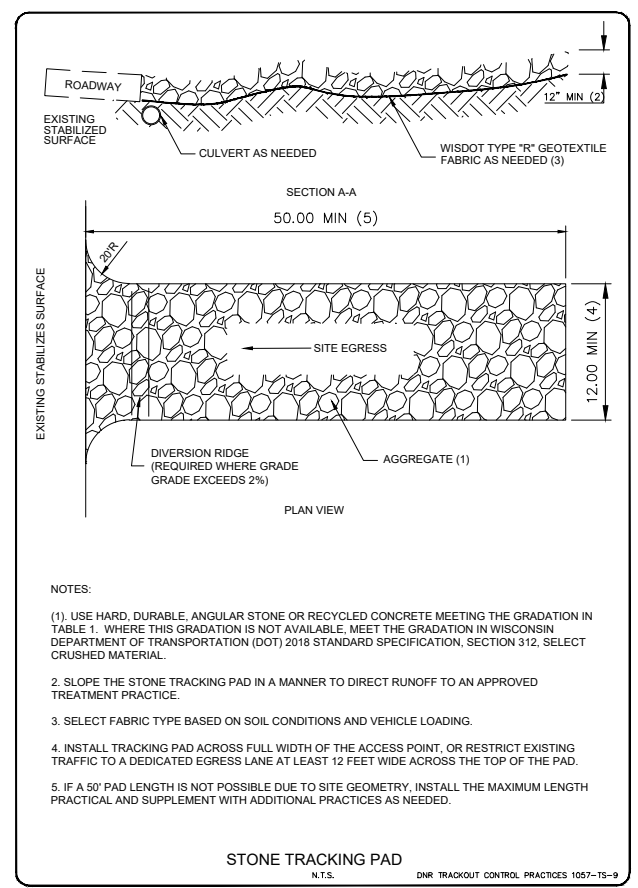 ROADWAY
EXISTING
STABILIZED
SURFACE
12" MIN (2)
CULVERT AS NEEDED
WISDOT TYPE "R" GEOTEXTILE
FABRIC AS NEEDED (3)
SECTION A-A
50.00 MIN (5)
20'R
EXISTING STABILIZES SURFACE
SITE EGRESS
12.00 MIN (4)
DIVERSION RIDGE
(REQUIRED WHERE GRADE
GRADE EXCEEDS 2%)
AGGREGATE (1)
PLAN VIEW
NOTES:
(1). USE HARD, DURABLE, ANGULAR STONE OR RECYCLED CONCRETE MEETING THE GRADATION IN
TABLE 1. WHERE THIS GRADATION IS NOT AVAILABLE, MEET THE GRADATION IN WISCONSIN
DEPARTMENT OF TRANSPORTATION (DOT) 2018 STANDARD SPECIFICATION, SECTION 312, SELECT
CRUSHED MATERIAL.
2. SLOPE THE STONE TRACKING PAD IN A MANNER TO DIRECT RUNOFF TO AN APPROVED
TREATMENT PRACTICE.
3. SELECT FABRIC TYPE BASED ON SOIL CONDITIONS AND VEHICLE LOADING.
4. INSTALL TRACKING PAD ACROSS FULL WIDTH OF THE ACCESS POINT, OR RESTRICT EXISTING
TRAFFIC TO A DEDICATED EGRESS LANE AT LEAST 12 FEET WIDE ACROSS THE TOP OF THE PAD.
5. IF A 50' PAD LENGTH IS NOT POSSIBLE DUE TO SITE GEOMETRY, INSTALL THE MAXIMUM LENGTH
PRACTICAL AND SUPPLEMENT WITH ADDITIONAL PRACTICES AS NEEDED.
STONE TRACKING PAD
N.T.S.
DNR TRACKOUT CONTROL PRACTICES 1057-TS-9